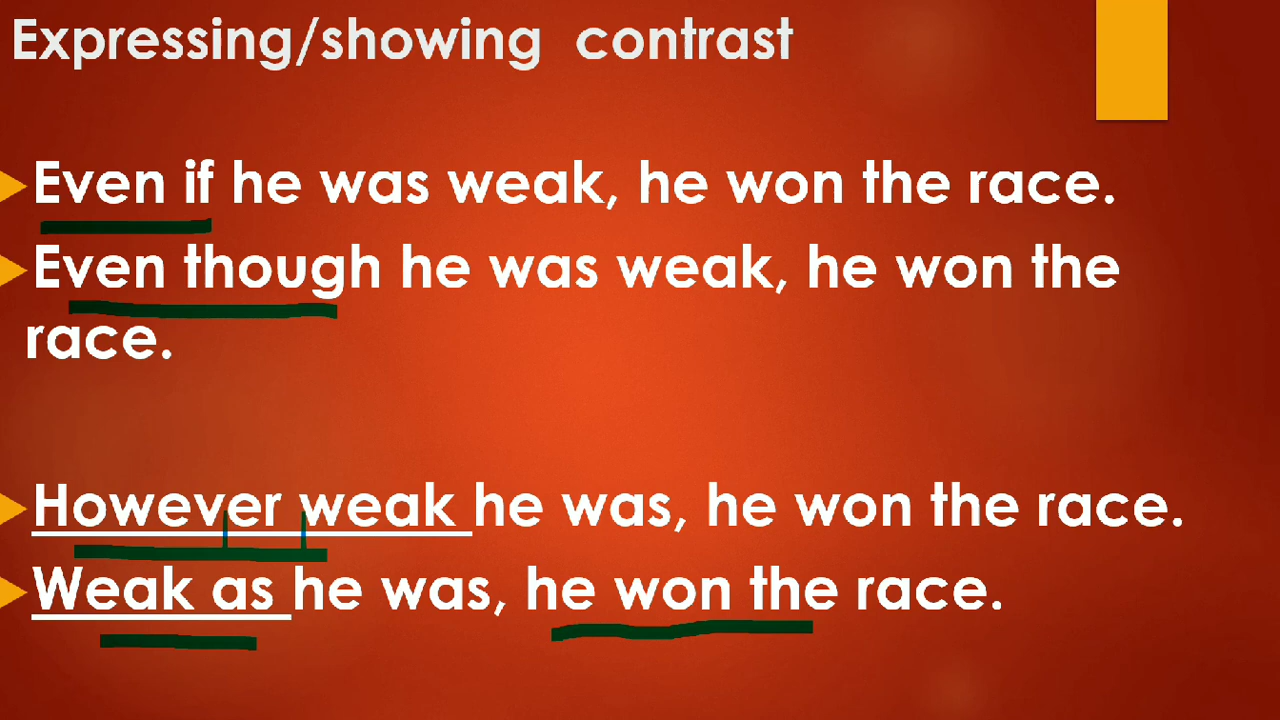 Expressing/showing contrast
Even if he was weak, he won the race.
Even though he was weak, he won the
race.
However weak he was, he won the race.
Weak as he was, he won the race.